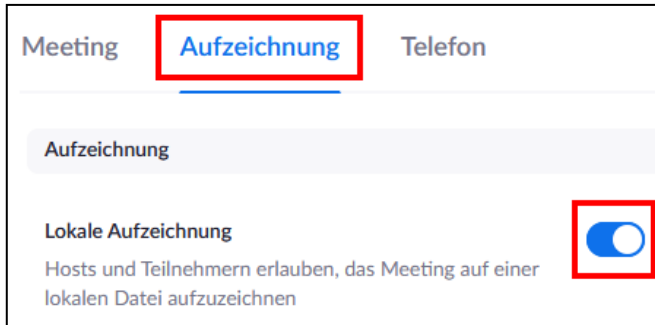 Meeting Aufzeichnung Telefon
Aufzeichnung
Lokale Aufzeichnung
Hosts und Teilnehmern erlauben, das Meeting auf einer
lokalen Datei aufzuzeichnen